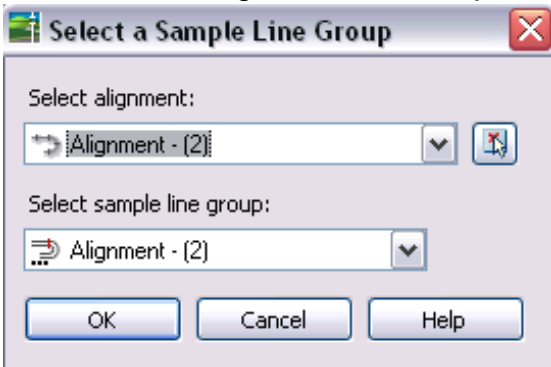 Select a Sample Line Group
Select alignment:
Alignment - (2)
Select sample line group:
Alignment - (2)
OK Cancel Help